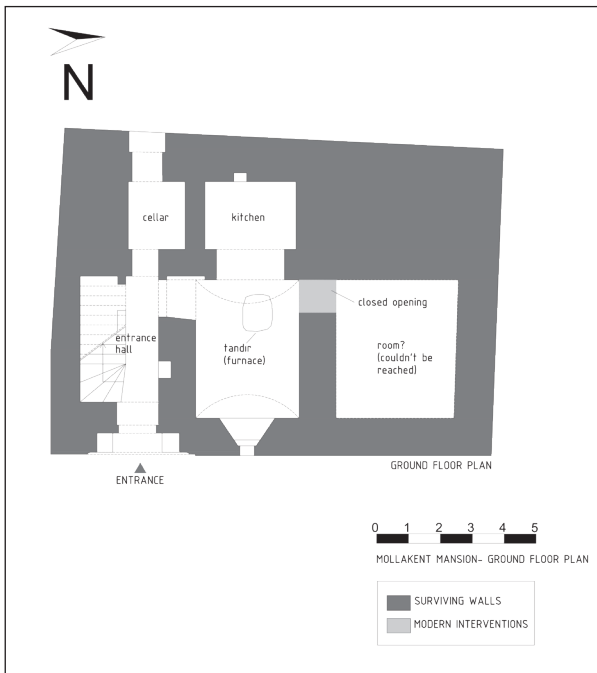 N
cellar
kitchen
closed opening
entrance
hall
tandır
(furnace)
room?
(couldn't be
reached)
GROUND FLOOR PLAN
ENTRANCE
0 1 2 3 4 5
MOLLAKENT MANSION- GROUND FLOOR PLAN
SURVIVING WALLS
MODERN INTERVENTIONS